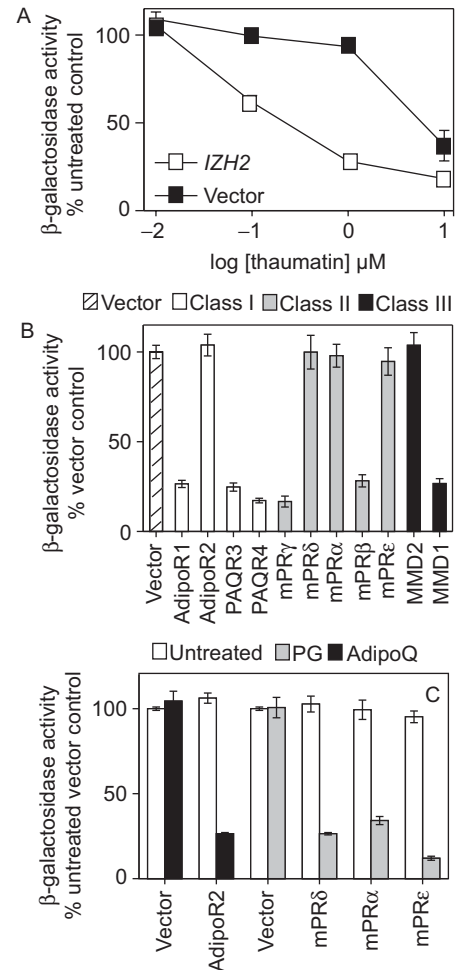 A
β-galactosidase activity
% untreated control
100
50
0
IZH2
Vector
−2
−1
0
1
log [thaumatin] μM
Vector Class I Class II Class III
B
β-galactosidase activity
% vector control
100
50
0
Vector
AdipoR1
AdipoR2
PAQR3
PAQR4
mPRγ
mPRδ
mPRα
mPRβ
mPRε
MMD2
MMD1
Untreated PG AdipoQ
C
β-galactosidase activity
% untreated vector control
100
50
0
Vector
AdipoR2
Vector
mPRδ
mPRα
mPRε